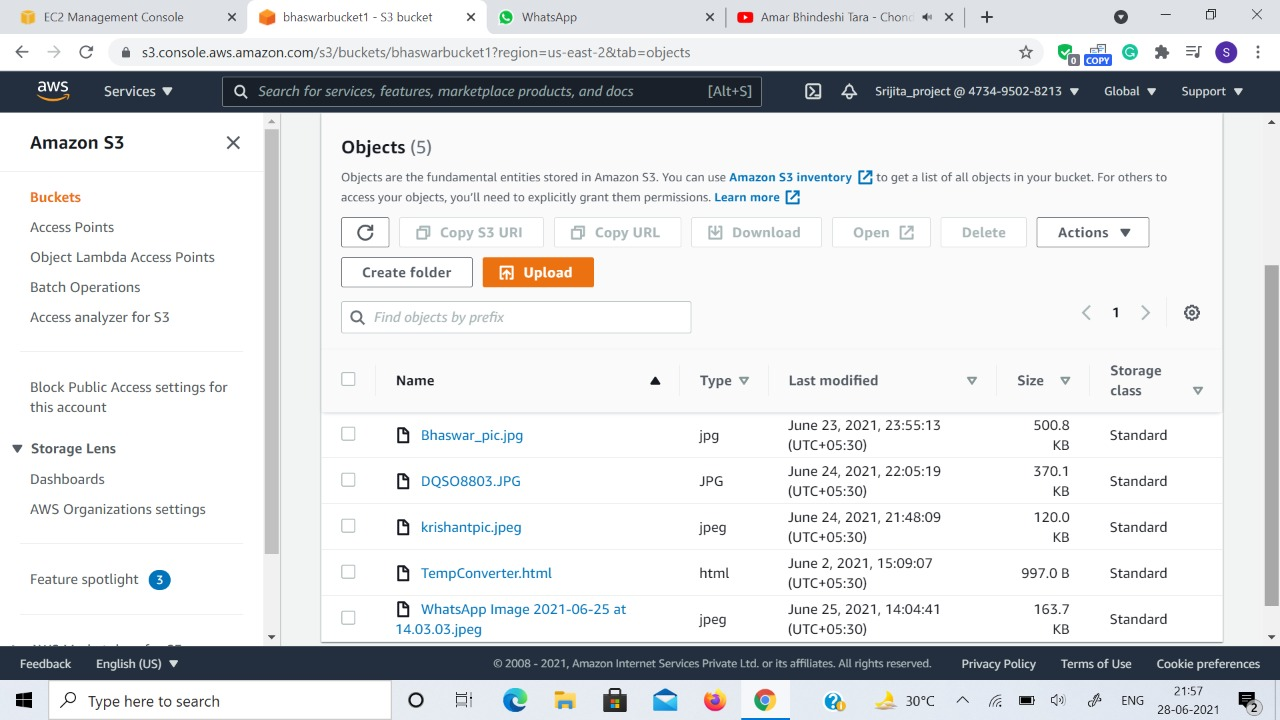 EC2 Management Console
bhaswarbucket1 - S3 bucket
WhatsApp
Amar Bhindeshi Tara - Chond
s3.console.aws.amazon.com/s3/buckets/bhaswarbucket1?region=us-east-2&tab=objects
0
COPY
S
aws
Services
Search for services, features, marketplace products, and docs
[Alt+S]
Srijita_project @ 4734-9502-8213
Global
Support
Amazon S3
Buckets
Access Points
Object Lambda Access Points
Batch Operations
Access analyzer for S3
Block Public Access settings for
this account
Storage Lens
Dashboards
AWS Organizations settings
Feature spotlight 3
Objects (5)
Objects are the fundamental entities stored in Amazon S3. You can use Amazon S3 inventory to get a list of all objects in your bucket. For others to
access your objects, you'll need to explicitly grant them permissions. Learn more
Copy S3 URI
Copy URL
Download
Open
Delete
Actions
Create folder
Upload
Find objects by prefix
1
Name
Type
Last modified
Size
Storage
class
Bhaswar_pic.jpg
jpg
June 23, 2021, 23:55:13
(UTC+05:30)
500.8
KB
Standard
DQSO8803.JPG
JPG
June 24, 2021, 22:05:19
(UTC+05:30)
370.1
KB
Standard
krishantpic.jpeg
jpeg
June 24, 2021, 21:48:09
(UTC+05:30)
120.0
KB
Standard
TempConverter.html
html
June 2, 2021, 15:09:07
(UTC+05:30)
997.0 B
Standard
WhatsApp Image 2021-06-25 at
14.03.03.jpeg
jpeg
June 25, 2021, 14:04:41
(UTC+05:30)
163.7
KB
Standard
Feedback
English (US)
© 2008 - 2021, Amazon Internet Services Private Ltd. or its affiliates. All rights reserved.
Privacy Policy
Terms of Use
Cookie preferences
Type here to search
30°C
ENG
21:57
28-06-2021
2